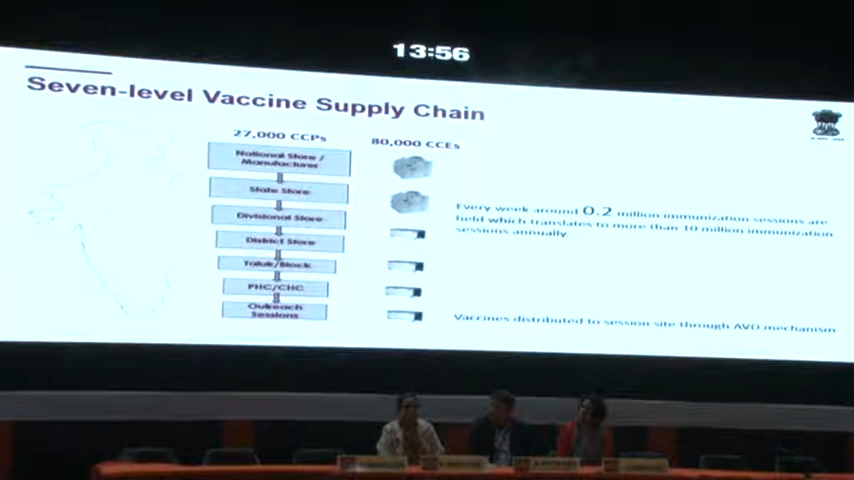 13:56
Seven-level Vaccine Supply Chain
27,000 CCPs
80,000 CCEs
National Store /
Manufacturer
State Store
Divisional Store
District Store
Taluk/Block
PHC/CHC
Outreach
Sessions
Every week around 0.2 million immunization sessions are
held which translates to more than 10 million immunization
sessions annually.
Vaccines distributed to session site through AVD mechanism